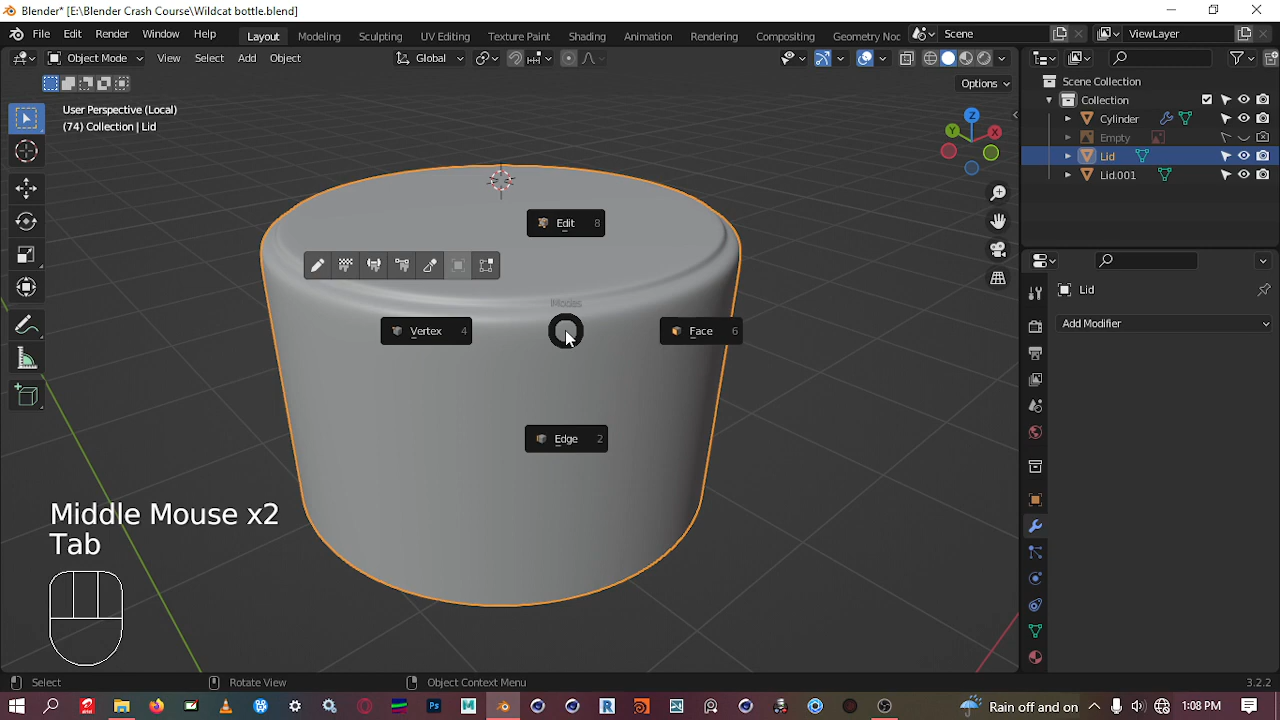 Blender* [E:\Blender Crash Course\Wildcat bottle.blend]
File Edit Render Window Help Layout Modeling Sculpting UV Editing Texture Paint Shading Animation Rendering Compositing Geometry Noc Scene ViewLayer
Object Mode View Select Add Object Global
Options
User Perspective (Local)
(74) Collection | Lid
Z
Y
X
Scene Collection
Collection
Cylinder
Empty
Lid
Lid.001
Edit 8
Modes
Vertex 4
Face 6
Edge 2
Lid
Add Modifier
Middle Mouse x2
Tab
Select Rotate View Object Context Menu 3.2.2
Rain off and on 1:08 PM